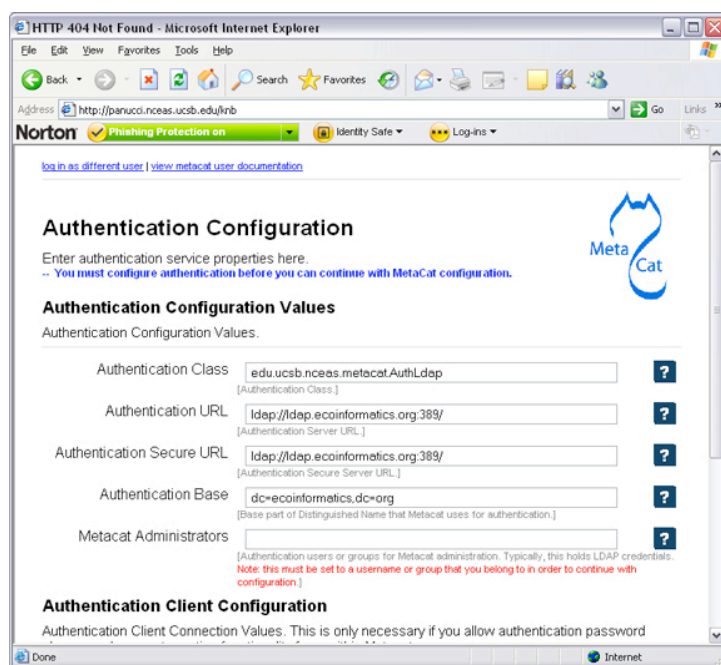 HTTP 404 Not Found - Microsoft Internet Explorer
File Edit View Favorites Tools Help
Back Search Favorites
Address http://panucci.nceas.ucsb.edu/knb Go Links »
Norton Phishing Protection on Identity Safe Log-ins
log in as different user | view metacat user documentation
Authentication Configuration
Meta
Cat
Enter authentication service properties here.
-- You must configure authentication before you can continue with MetaCat configuration.
Authentication Configuration Values
Authentication Configuration Values.
Authentication Class edu.ucsb.nceas.metacat.AuthLdap ?
[Authentication Class.]
Authentication URL ldap://ldap.ecoinformatics.org:389/ ?
[Authentication Server URL.]
Authentication Secure URL ldap://ldap.ecoinformatics.org:389/ ?
[Authentication Secure Server URL.]
Authentication Base dc=ecoinformatics,dc=org ?
[Base part of Distinguished Name that Metacat uses for authentication.]
Metacat Administrators ?
[Authentication users or groups for Metacat administration. Typically, this holds LDAP credentials.
Note: this must be set to a username or group that you belong to in order to continue with
configuration.]
Authentication Client Configuration
Authentication Client Connection Values. This is only necessary if you allow authentication password
Done Internet